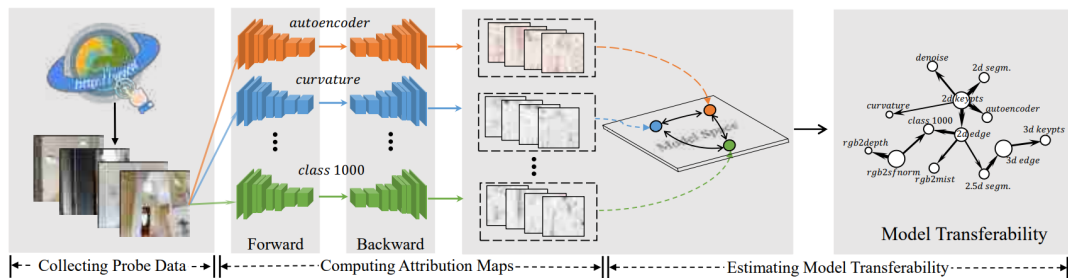 autoencoder
curvature
class 1000
Forward
Backward
Model Space
denoise
2d segm.
2d keypts
autoencoder
curvature
class 1000
2d edge
3d keypts
rgb2depth
3d edge
rgb2sfnorm
rgb2mist
2.5d segm.
Model Transferability
Collecting Probe Data
Computing Attribution Maps
Estimating Model Transferability